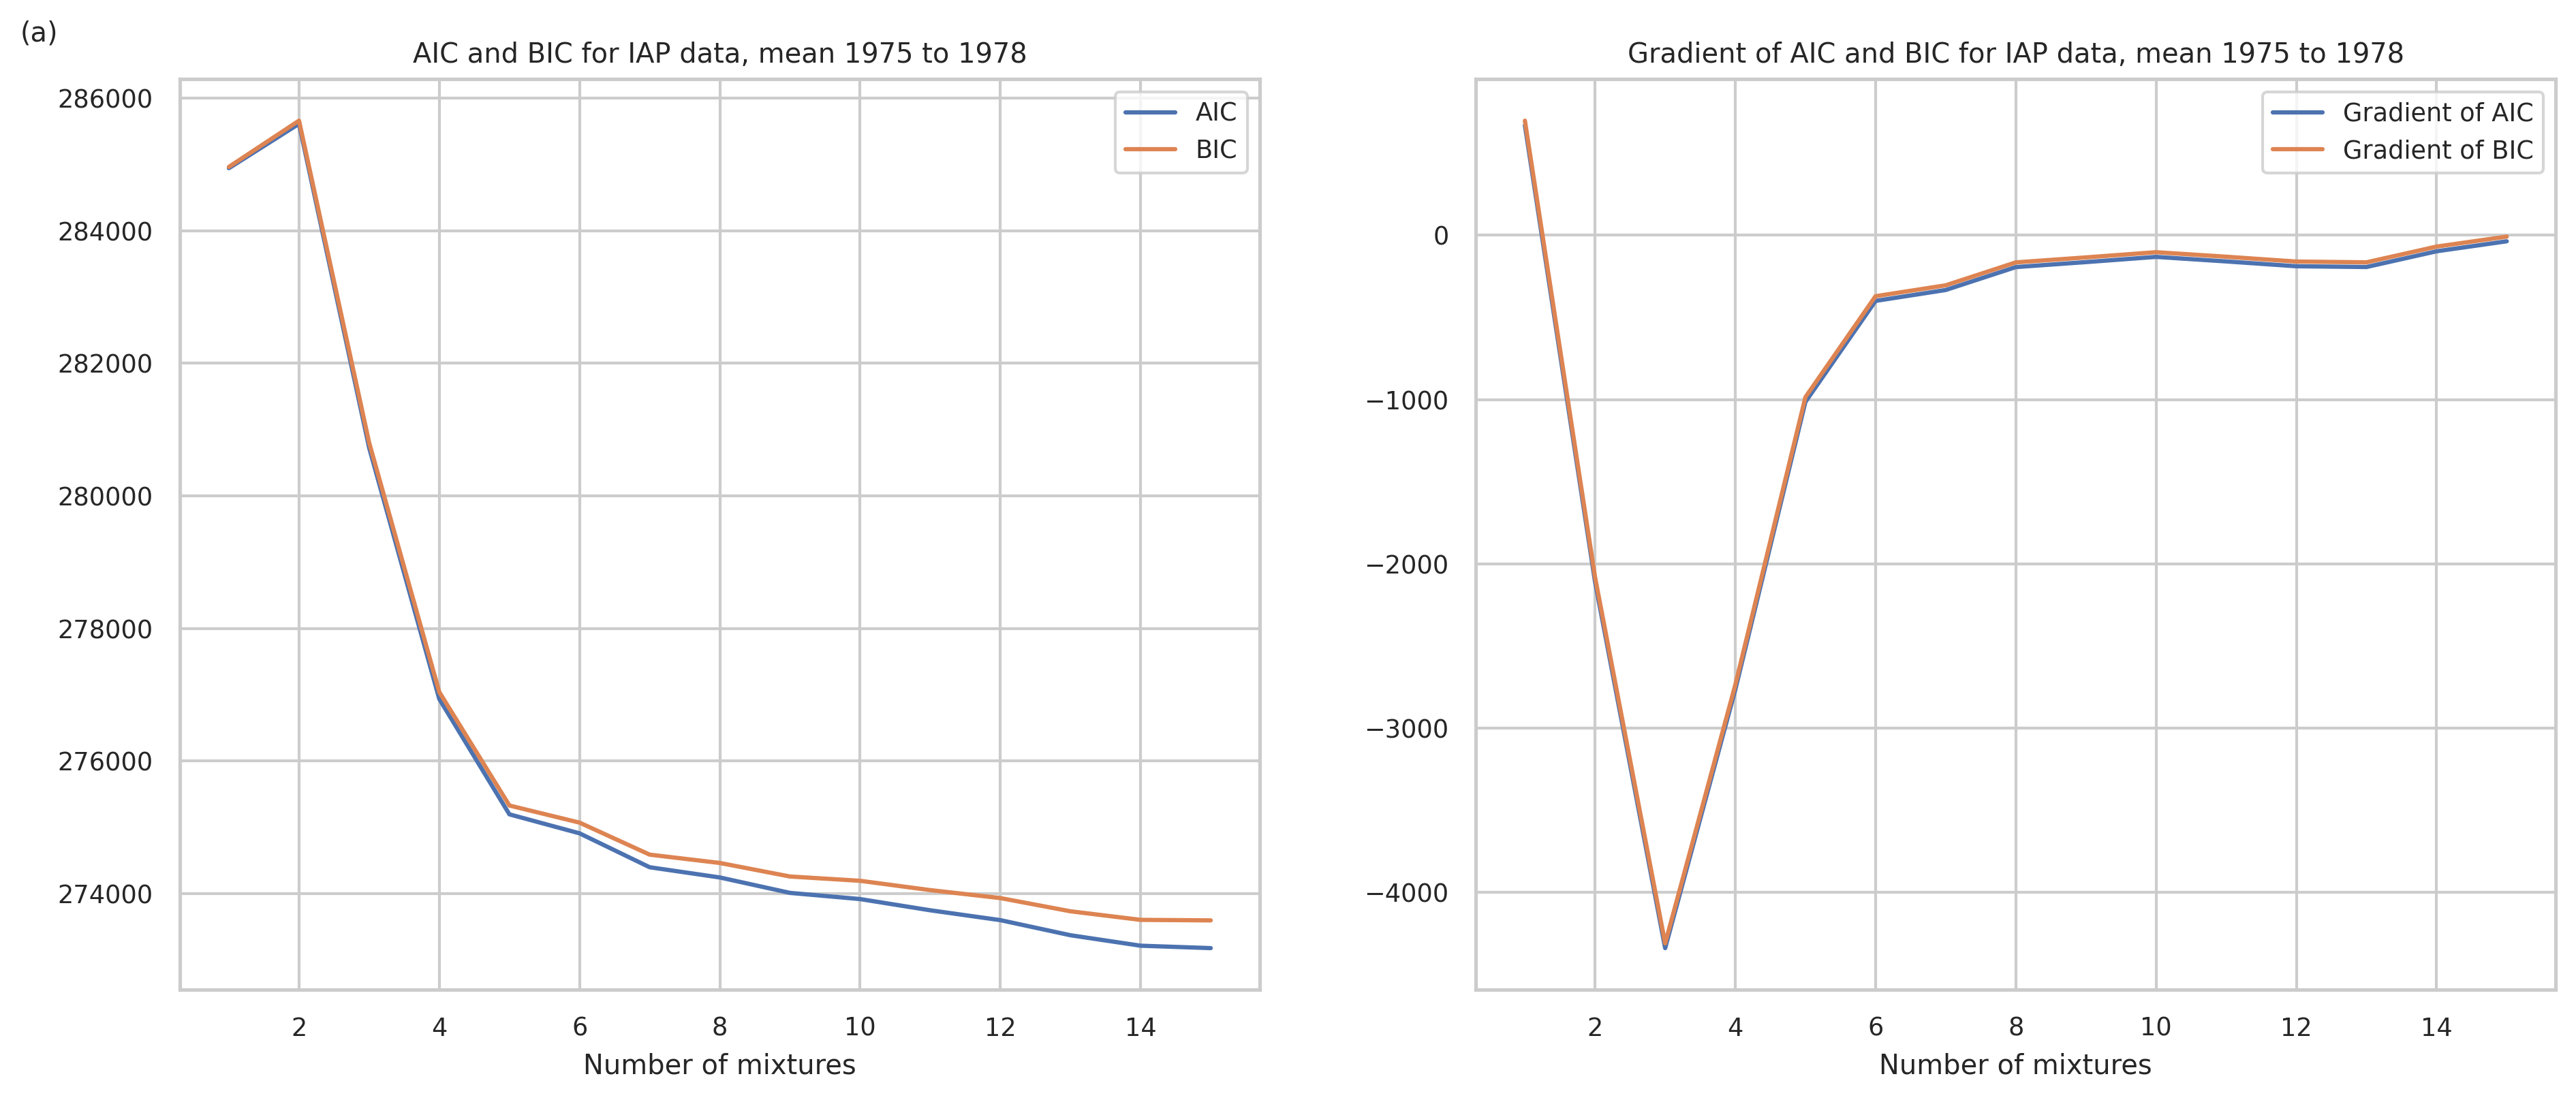 (a)
AIC and BIC for IAP data, mean 1975 to 1978
286000
284000
282000
280000
278000
276000
274000
AIC
BIC
2 4 6 8 10 12 14
Number of mixtures
Gradient of AIC and BIC for IAP data, mean 1975 to 1978
0
−1000
−2000
−3000
−4000
Gradient of AIC
Gradient of BIC
2 4 6 8 10 12 14
Number of mixtures